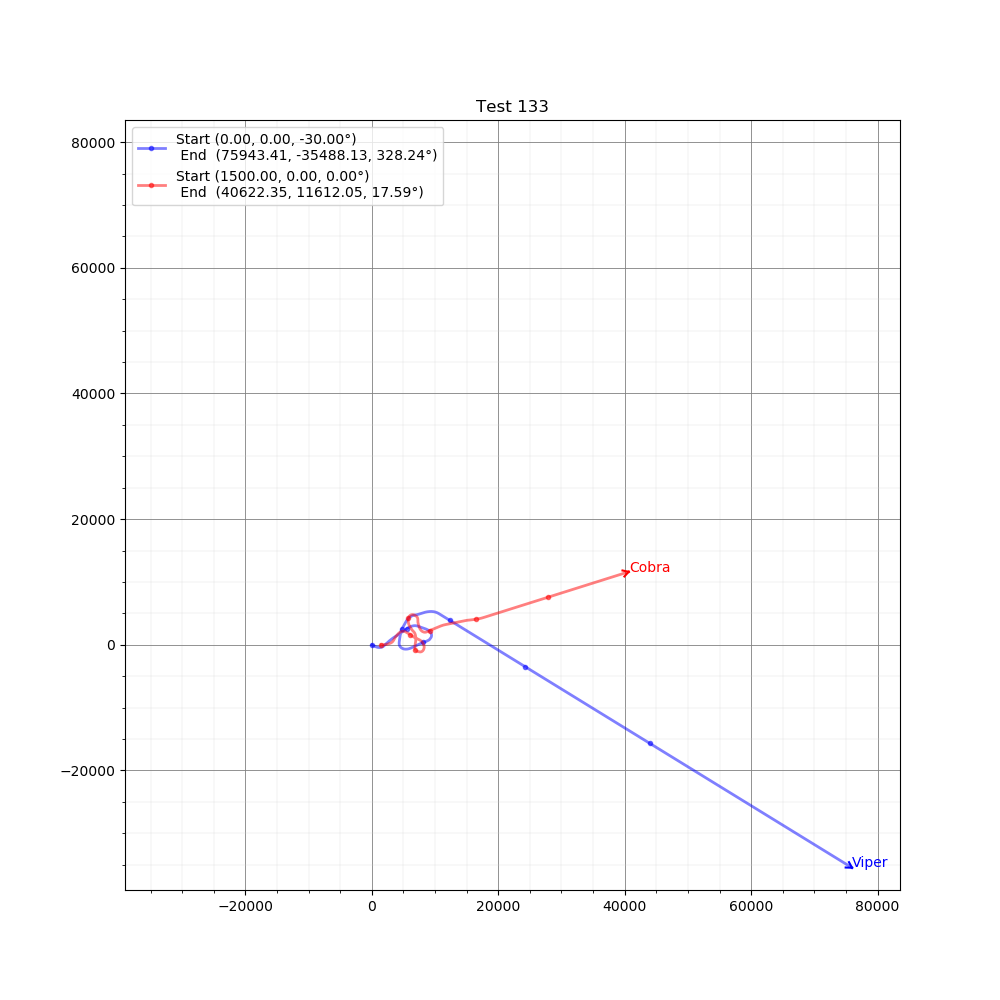 Test 133
Start (0.00, 0.00, -30.00°)
End (75943.41, -35488.13, 328.24°)
Start (1500.00, 0.00, 0.00°)
End (40622.35, 11612.05, 17.59°)
80000
60000
40000
20000
0
−20000
Cobra
Viper
−20000 0 20000 40000 60000 80000